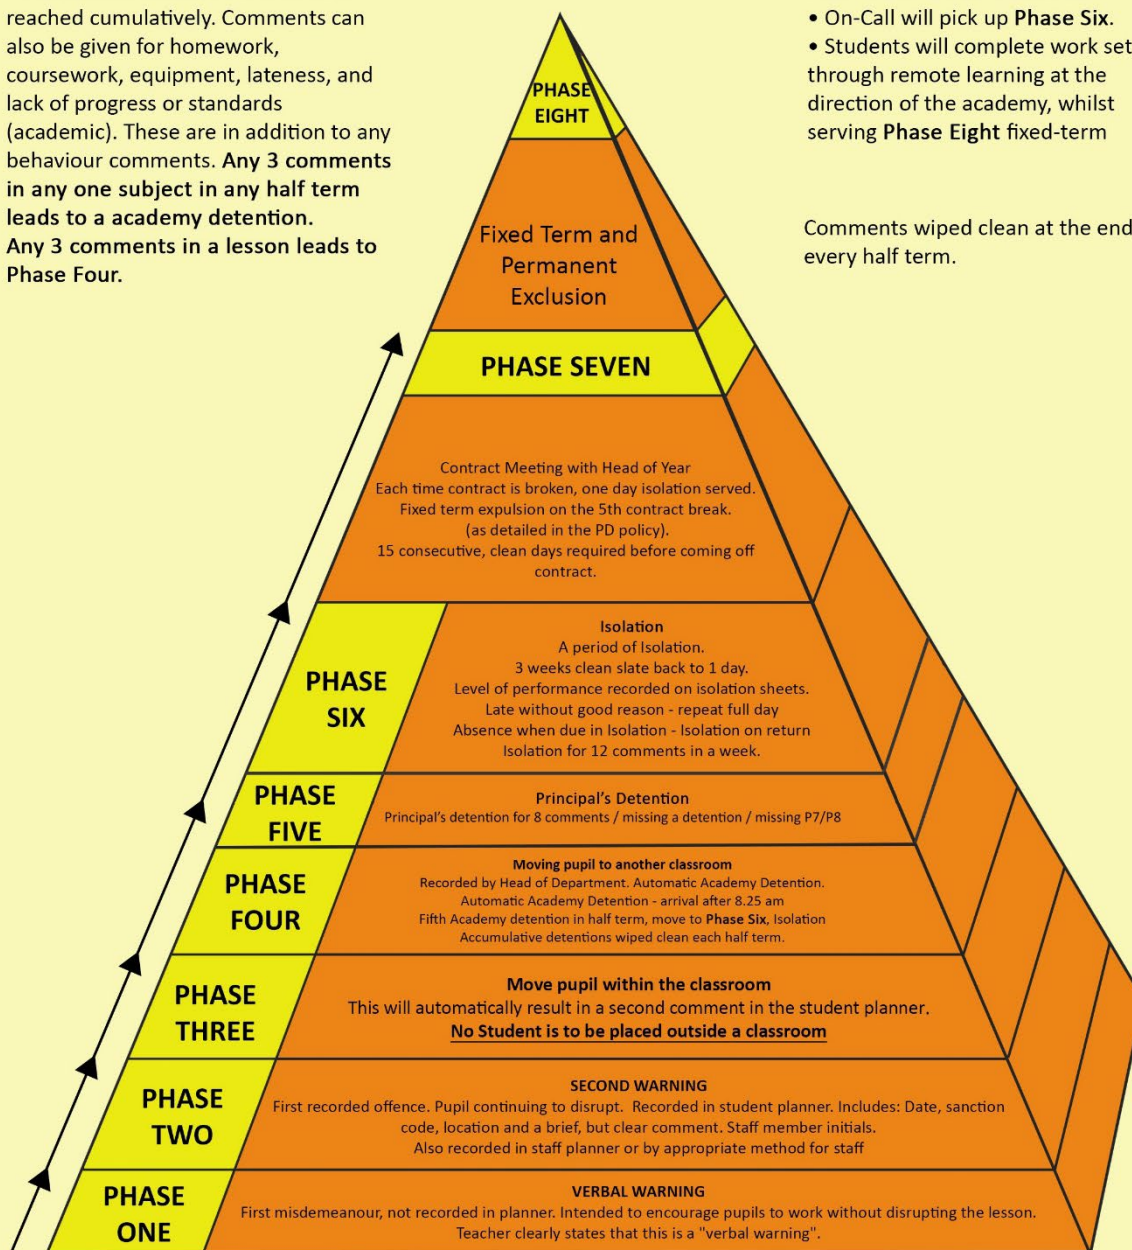 reached cumulatively. Comments can
also be given for homework,
coursework, equipment, lateness, and
lack of progress or standards
(academic). These are in addition to any
behaviour comments. Any 3 comments
in any one subject in any half term
leads to a academy detention.
Any 3 comments in a lesson leads to
Phase Four.
• On-Call will pick up Phase Six.
• Students will complete work set
through remote learning at the
direction of the academy, whilst
serving Phase Eight fixed-term
Comments wiped clean at the end
every half term.
PHASE
EIGHT
Fixed Term and
Permanent
Exclusion
PHASE SEVEN
Contract Meeting with Head of Year
Each time contract is broken, one day isolation served.
Fixed term expulsion on the 5th contract break.
(as detailed in the PD policy).
15 consecutive, clean days required before coming off
contract.
PHASE
SIX
Isolation
A period of Isolation.
3 weeks clean slate back to 1 day.
Level of performance recorded on isolation sheets.
Late without good reason - repeat full day
Absence when due in Isolation - Isolation on return
Isolation for 12 comments in a week.
PHASE
FIVE
Principal's Detention
Principal's detention for 8 comments / missing a detention / missing P7/P8
PHASE
FOUR
Moving pupil to another classroom
Recorded by Head of Department. Automatic Academy Detention.
Automatic Academy Detention - arrival after 8.25 am
Fifth Academy detention in half term, move to Phase Six, Isolation
Accumulative detentions wiped clean each half term.
PHASE
THREE
Move pupil within the classroom
This will automatically result in a second comment in the student planner.
No Student is to be placed outside a classroom
PHASE
TWO
SECOND WARNING
First recorded offence. Pupil continuing to disrupt. Recorded in student planner. Includes: Date, sanction
code, location and a brief, but clear comment. Staff member initials.
Also recorded in staff planner or by appropriate method for staff
PHASE
ONE
VERBAL WARNING
First misdemeanour, not recorded in planner. Intended to encourage pupils to work without disrupting the lesson.
Teacher clearly states that this is a "verbal warning".